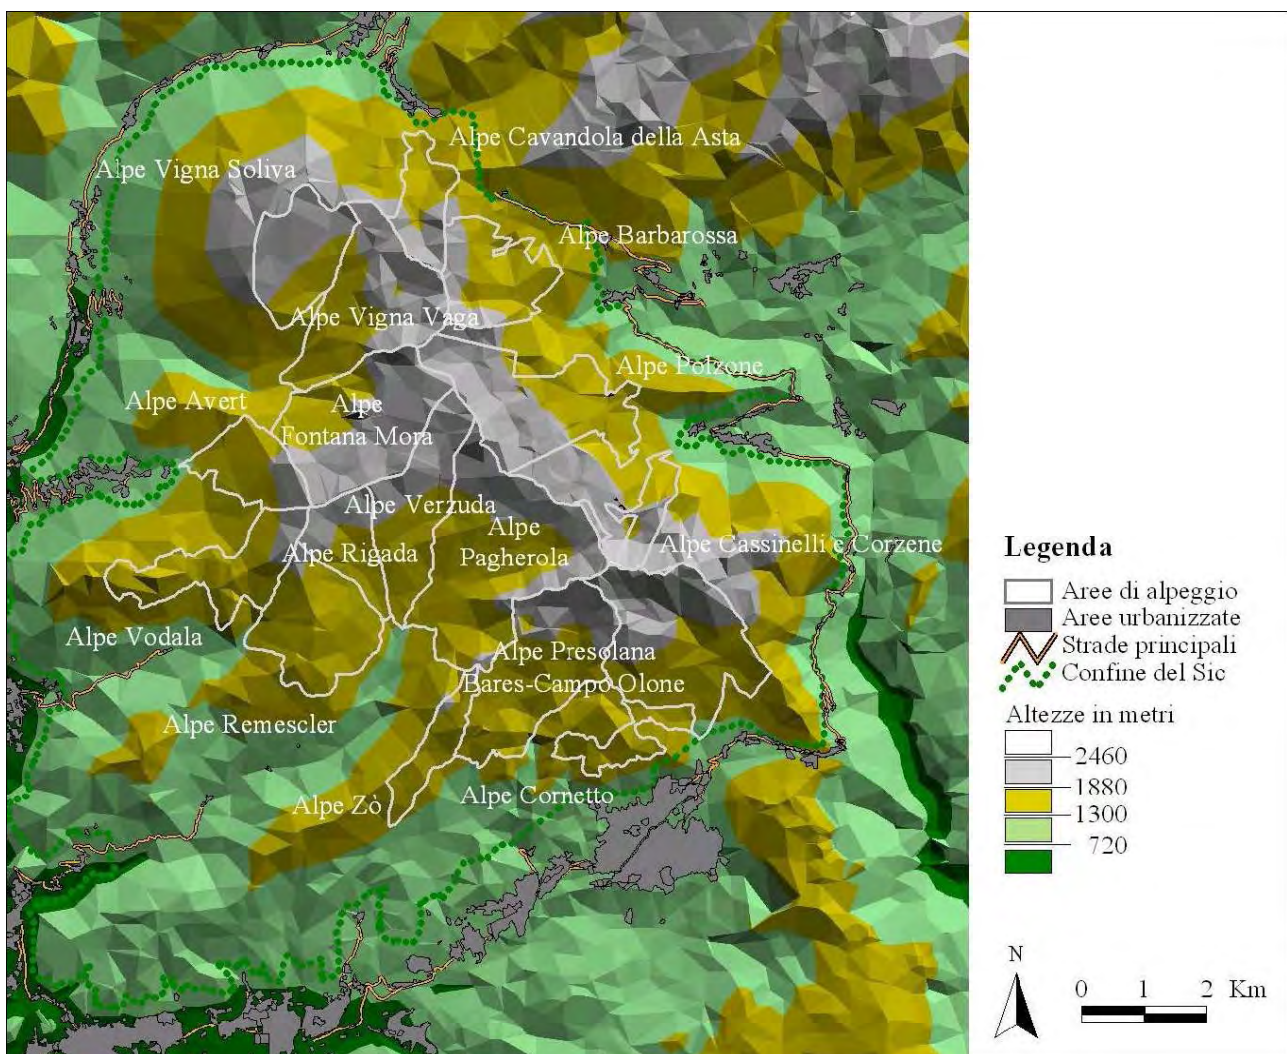 Alpe Cavandola della Asta
Alpe Vigna Soliva
Alpe Barbarossa
Alpe Vigna Vaga
Alpe Polzone
Alpe Avert
Alpe
Fontana Mora
Alpe Verzuda
Alpe
Pagherola
Alpe Rigada
Alpe Cassinelli e Corzene
Alpe Vodala
Alpe Presolana
Bares-Campo Olone
Alpe Remescler
Alpe Zò
Alpe Cornetto
Legenda
Aree di alpeggio
Aree urbanizzate
Strade principali
Confine del Sic
Altezze in metri
2460
1880
1300
720
N
0 1 2 Km